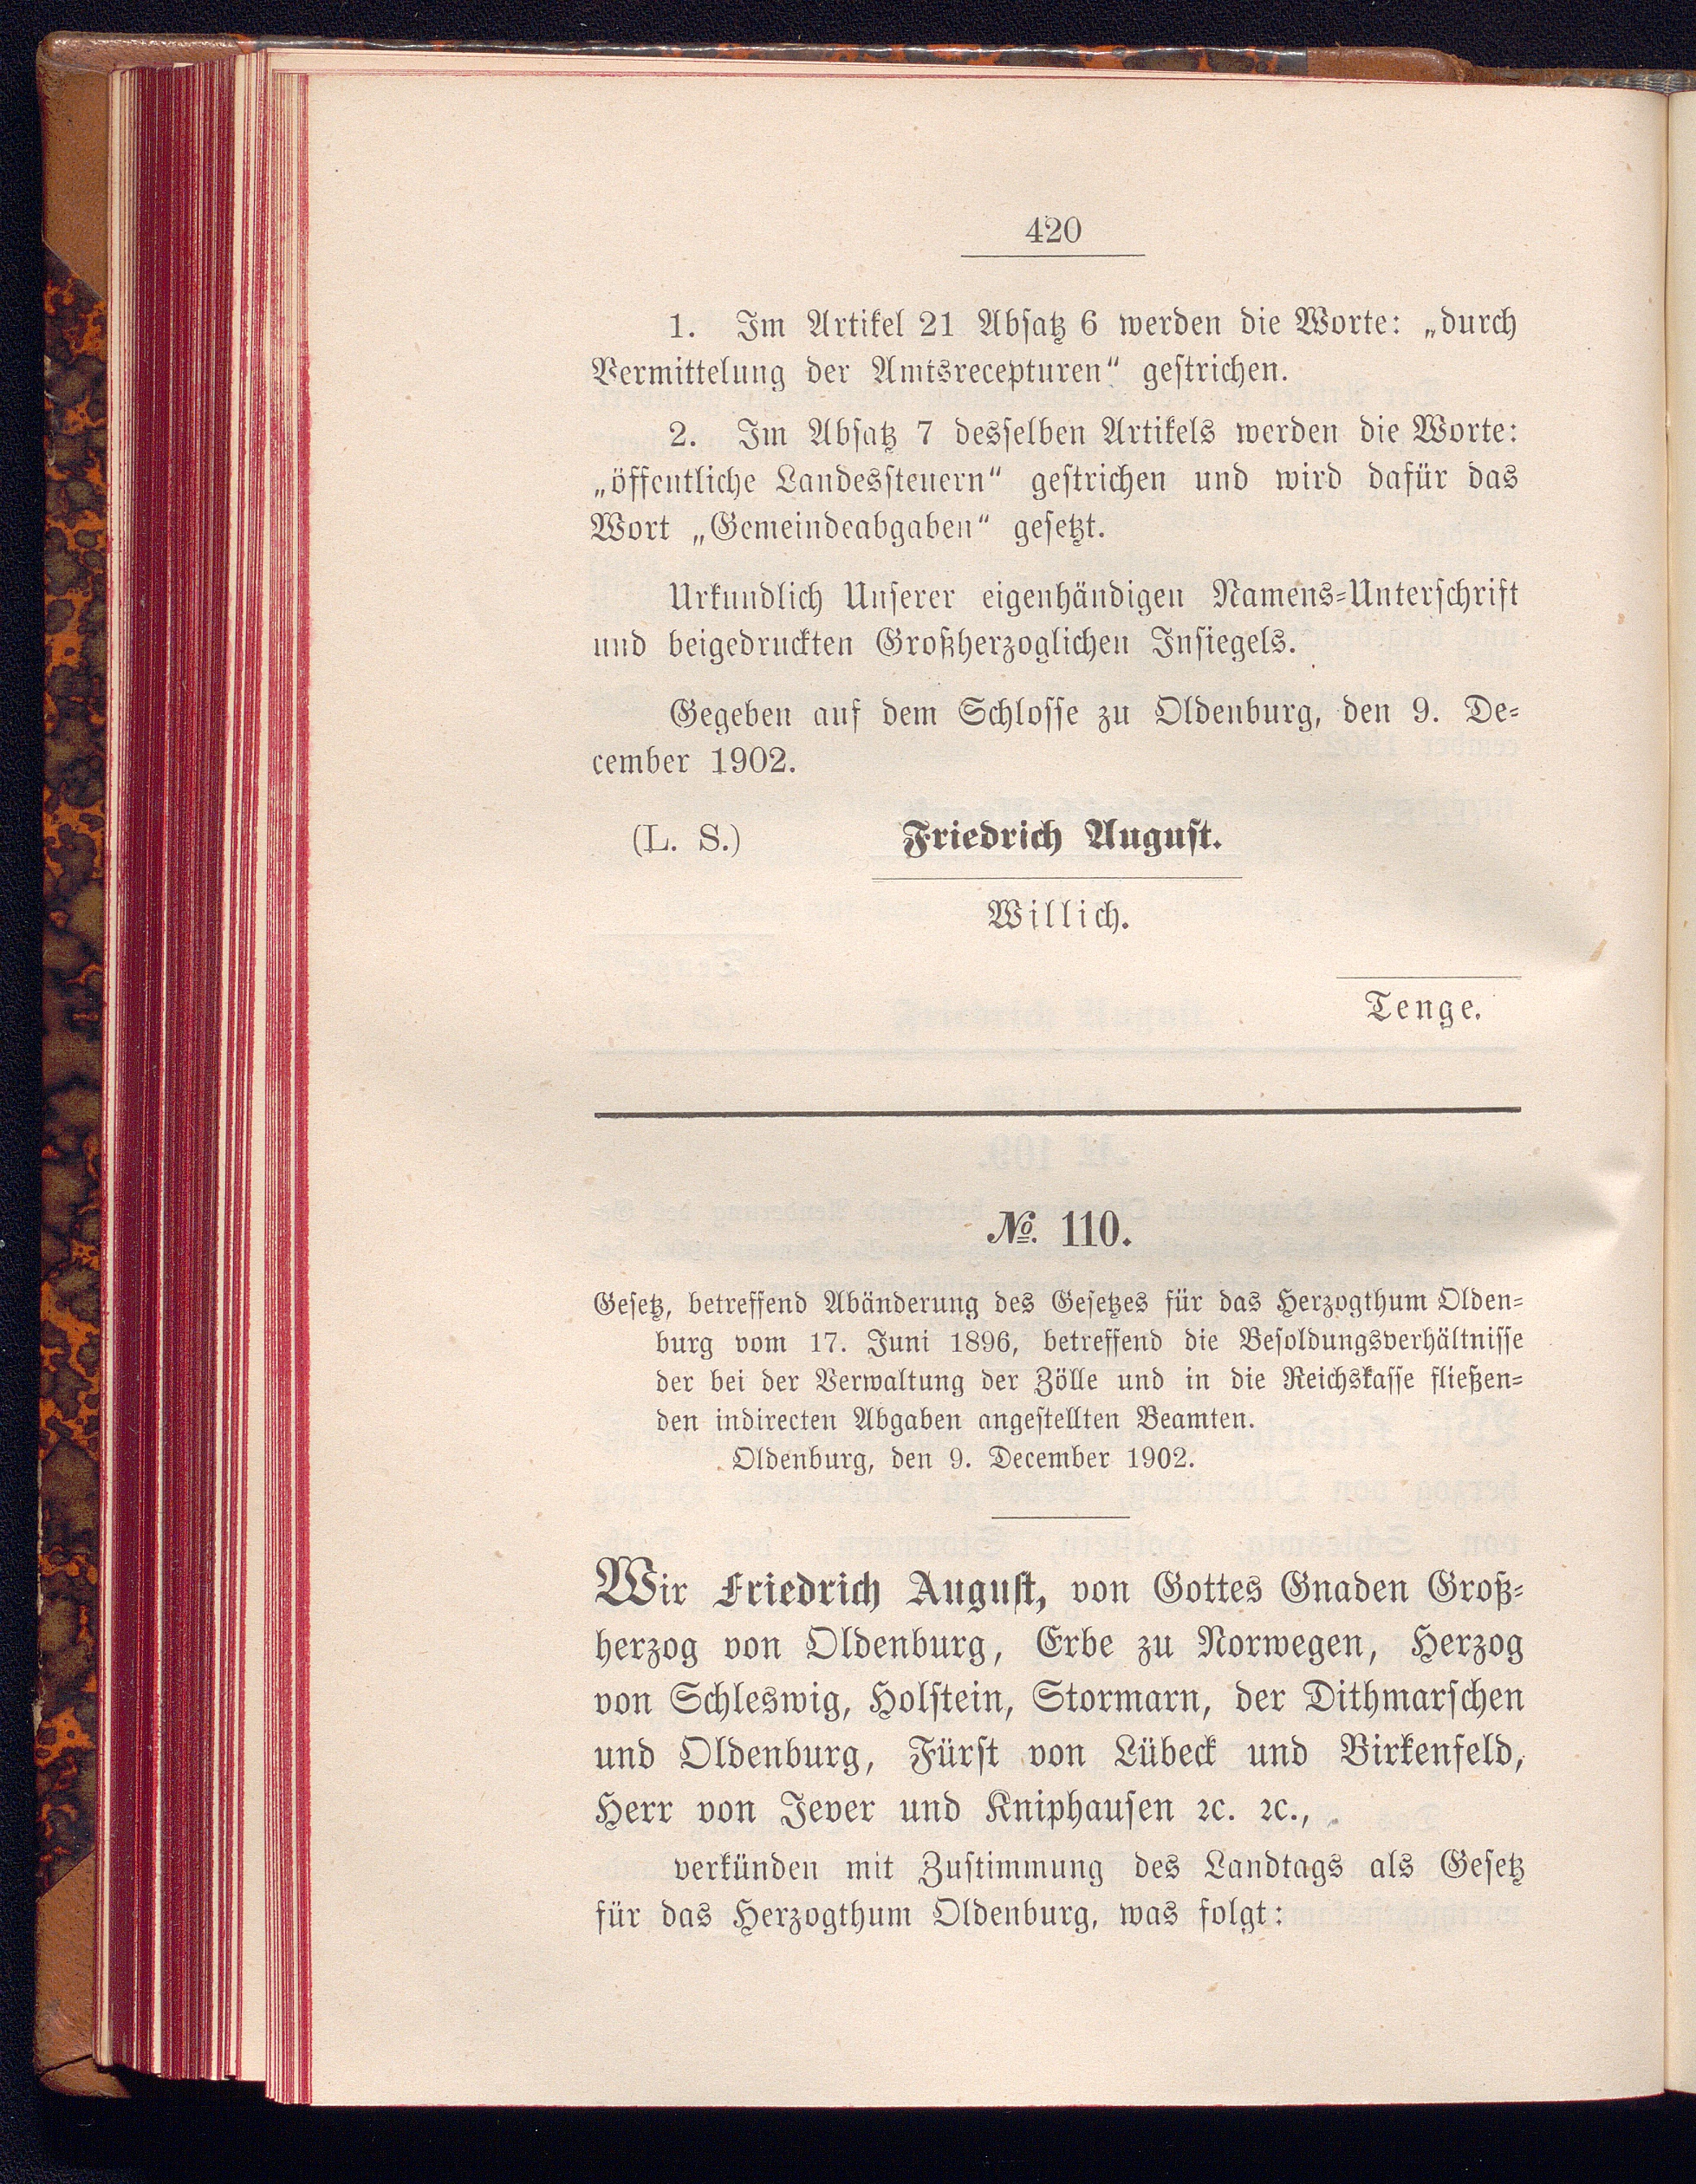 420
1. Im Artikel 21 Absatz 6 werden die Worte: „durch
Vermittelung der Amtsrecepturen“ gestrichen.
2. Im Absatz 7 desselben Artikels werden die Worte:
„öffentliche Landessteuern“ gestrichen und wird dafür das
Wort „Gemeindeabgaben“ gesetzt.
Urkundlich Unserer eigenhändigen Namens=Unterschrift
und beigedruckten Großherzoglichen Insiegels.
Gegeben auf dem Schlosse zu Oldenburg, den 9. De=
cember 1902.
(L. S.) Friedrich August.
Willich.
Tenge.
№. 110.
Gesetz, betreffend Abänderung des Gesetzes für das Herzogthum Olden=
burg vom 17. Juni 1896, betreffend die Besoldungsverhältnisse
der bei der Verwaltung der Zölle und in die Reichskasse fließen=
den indirecten Abgaben angestellten Beamten.
Oldenburg, den 9. December 1902.
Wir Friedrich August, von Gottes Gnaden Groß=
herzog von Oldenburg, Erbe zu Norwegen, Herzog
von Schleswig, Holstein, Stormarn, der Dithmarschen
und Oldenburg, Fürst von Lübeck und Birkenfeld,
Herr von Jever und Kniphausen ꝛc. ꝛc.,
verkünden mit Zustimmung des Landtags als Gesetz
für das Herzogthum Oldenburg, was folgt: